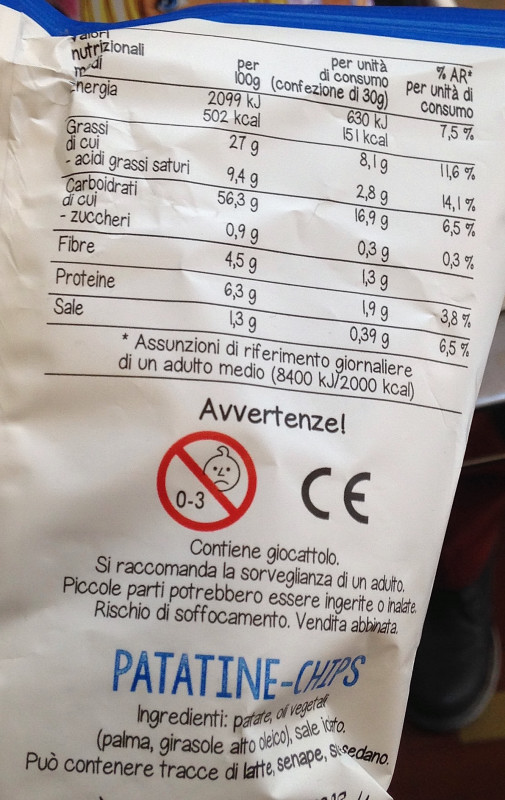 Valori
nutrizionali
medi
per
100g
per unità
di consumo
(confezione di 30g)
% AR*
per unità di
consumo
Energia 2099 kJ 630 kJ 7,5 %
502 kcal 151 kcal
Grassi 27 g 8,1 g 11,6 %
di cui
- acidi grassi saturi 9,4 g 2,8 g 14,1 %
Carboidrati 56,3 g 16,9 g 6,5 %
di cui
- zuccheri 0,9 g 0,3 g 0,3 %
Fibre 4,5 g 1,3 g
Proteine 6,3 g 1,9 g 3,8 %
Sale 1,3 g 0,39 g 6,5 %
* Assunzioni di riferimento giornaliere
di un adulto medio (8400 kJ/2000 kcal)
Avvertenze!
0-3
CE
Contiene giocattolo.
Si raccomanda la sorveglianza di un adulto.
Piccole parti potrebbero essere ingerite o inalate.
Rischio di soffocamento. Vendita abbinata.
PATATINE-CHIPS
Ingredienti: patate, oli vegetali
(palma, girasole alto oleico), sale iodato.
Può contenere tracce di latte, senape, sedano.